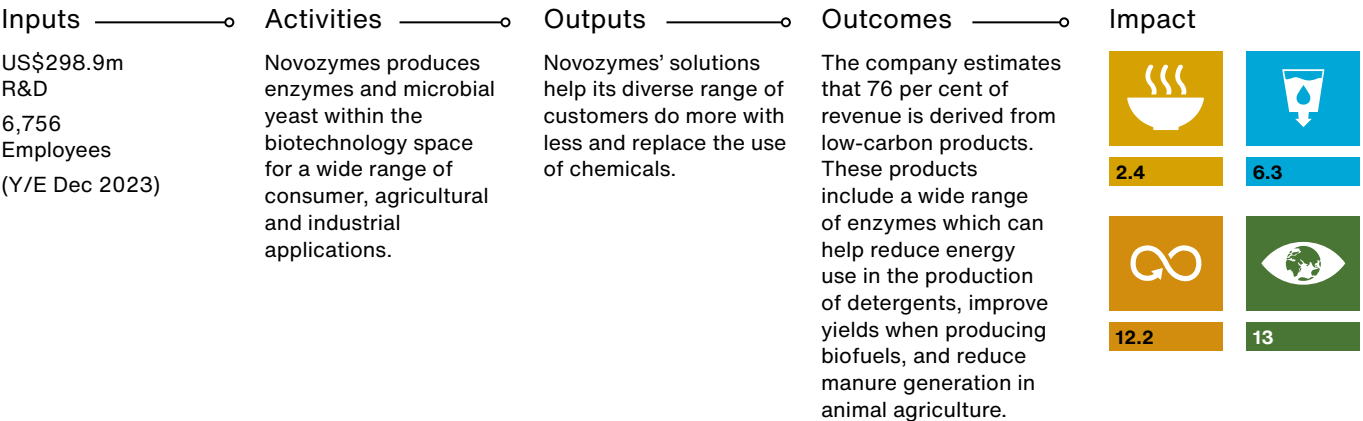 Inputs
US$298.9m
R&D
6,756
Employees
(Y/E Dec 2023)
Activities
Novozymes produces
enzymes and microbial
yeast within the
biotechnology space
for a wide range of
consumer, agricultural
and industrial
applications.
Outputs
Novozymes’ solutions
help its diverse range of
customers do more with
less and replace the use
of chemicals.
Outcomes
The company estimates
that 76 per cent of
revenue is derived from
low-carbon products.
These products
include a wide range
of enzymes which can
help reduce energy
use in the production
of detergents, improve
yields when producing
biofuels, and reduce
manure generation in
animal agriculture.
Impact
2.4
6.3
12.2
13